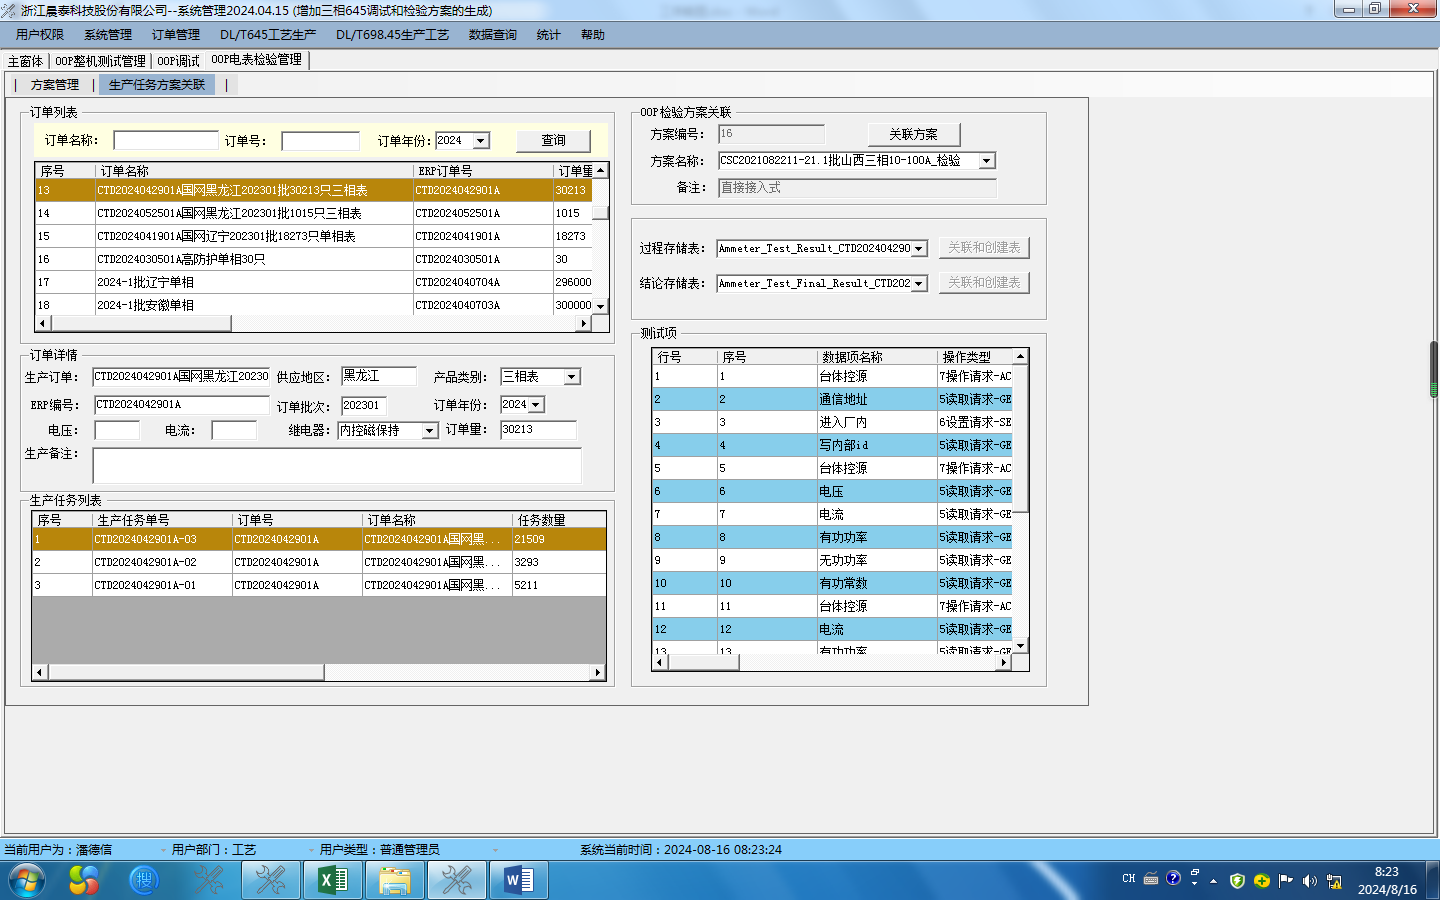 浙江晨泰科技股份有限公司--系统管理2024.04.15 (增加三相645调试和检验方案的生成)
用户权限 系统管理 订单管理 DL/T645工艺生产 DL/T698.45生产工艺 数据查询 统计 帮助
主窗体 OOP整机测试管理 OOP调试 OOP电表检验管理
方案管理 生产任务方案关联
订单列表
订单名称: 订单号: 订单年份: 2024 查询
序号 订单名称 ERP订单号 订单量
13 CTD2024042901A国网黑龙江202301批30213只三相表 CTD2024042901A 30213
14 CTD2024052501A国网黑龙江202301批1015只三相表 CTD2024052501A 1015
15 CTD2024041901A国网辽宁202301批18273只单相表 CTD2024041901A 18273
16 CTD2024030501A高防护单相30只 CTD2024030501A 30
17 2024-1批辽宁单相 CTD2024040704A 296000
18 2024-1批安徽单相 CTD2024040703A 300000
订单详情
生产订单: CTD2024042901A国网黑龙江20230 供应地区: 黑龙江 产品类别: 三相表
ERP编号: CTD2024042901A 订单批次: 202301 订单年份: 2024
电压: 电流: 继电器: 内控磁保持 订单量: 30213
生产备注:
生产任务列表
序号 生产任务单号 订单号 订单名称 任务数量
1 CTD2024042901A-03 CTD2024042901A CTD2024042901A国网黑... 21509
2 CTD2024042901A-02 CTD2024042901A CTD2024042901A国网黑... 3293
3 CTD2024042901A-01 CTD2024042901A CTD2024042901A国网黑... 5211
OOP检验方案关联
方案编号: 16 关联方案
方案名称: CSC2021082211-21.1批山西三相10-100A_检验
备注: 直接接入式
过程存储表: Ammeter_Test_Result_CTD202404290 关联和创建表
结论存储表: Ammeter_Test_Final_Result_CTD202 关联和创建表
测试项
行号 序号 数据项名称 操作类型
1 1 台体控源 7操作请求-AC
2 2 通信地址 5读取请求-GE
3 3 进入厂内 6设置请求-SE
4 4 写内部id 5读取请求-GE
5 5 台体控源 7操作请求-AC
6 6 电压 5读取请求-GE
7 7 电流 5读取请求-GE
8 8 有功功率 5读取请求-GE
9 9 无功功率 5读取请求-GE
10 10 有功常数 5读取请求-GE
11 11 台体控源 7操作请求-AC
12 12 电流 5读取请求-GE
13 13 有功功率 5读取请求-GE
当前用户为：潘德信 用户部门：工艺 用户类型：普通管理员 系统当前时间：2024-08-16 08:23:24
CH 8:23
2024/8/16